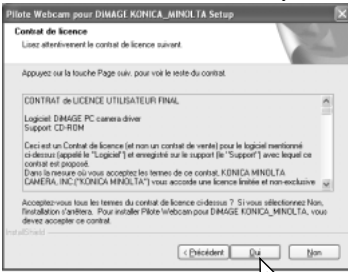 Pilote Webcam pour DiMAGE KONICA_MINOLTA Setup
Contrat de licence
Lisez attentivement le contrat de licence suivant.
Appuyez sur la touche Page suiv. pour voir le reste du contrat.
CONTRAT de LICENCE UTILISATEUR FINAL
Logiciel: DiMAGE PC camera driver
Support: CD-ROM
Ceci est un Contrat de licence (et non un contrat de vente) pour le logiciel mentionné
ci-dessus (appelé le "Logiciel") et enregistré sur le support (le "Support") avec lequel ce
contrat est proposé.
Dans la mesure où vous acceptez les termes de ce contrat, KONICA MINOLTA
CAMERA, INC.("KONICA MINOLTA") vous accorde une licence limitée et non-exclusive
Acceptez-vous tous les termes du contrat de licence ci-dessus ? Si vous sélectionnez Non,
l'installation s'arrêtera. Pour installer Pilote Webcam pour DiMAGE KONICA_MINOLTA, vous
devez accepter ce contrat.
InstallShield
< Précédent
Oui
Non